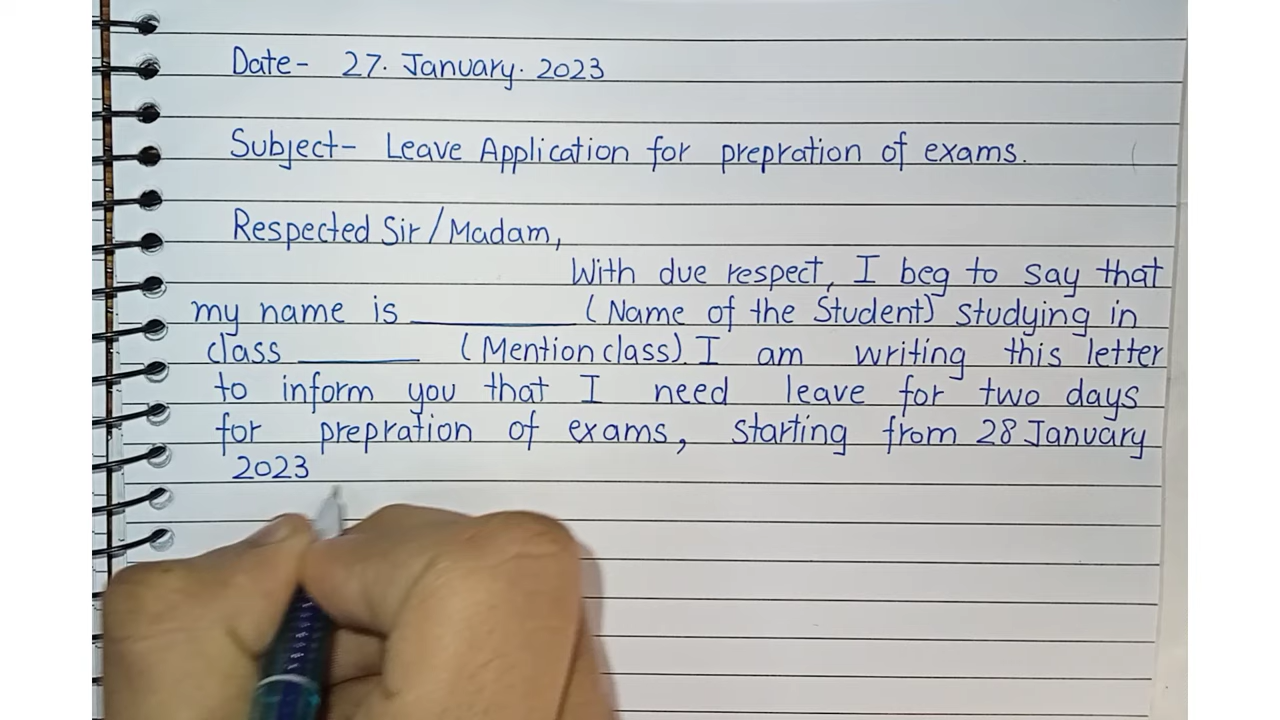 Date- 27. January. 2023
Subject- Leave Application for prepration of exams.
Respected Sir/Madam,
With due respect, I beg to say that
my name is __________ (Name of the Student) studying in
class ________ (Mention class). I am writing this letter
to inform you that I need leave for two days
for prepration of exams, starting from 28 January
2023